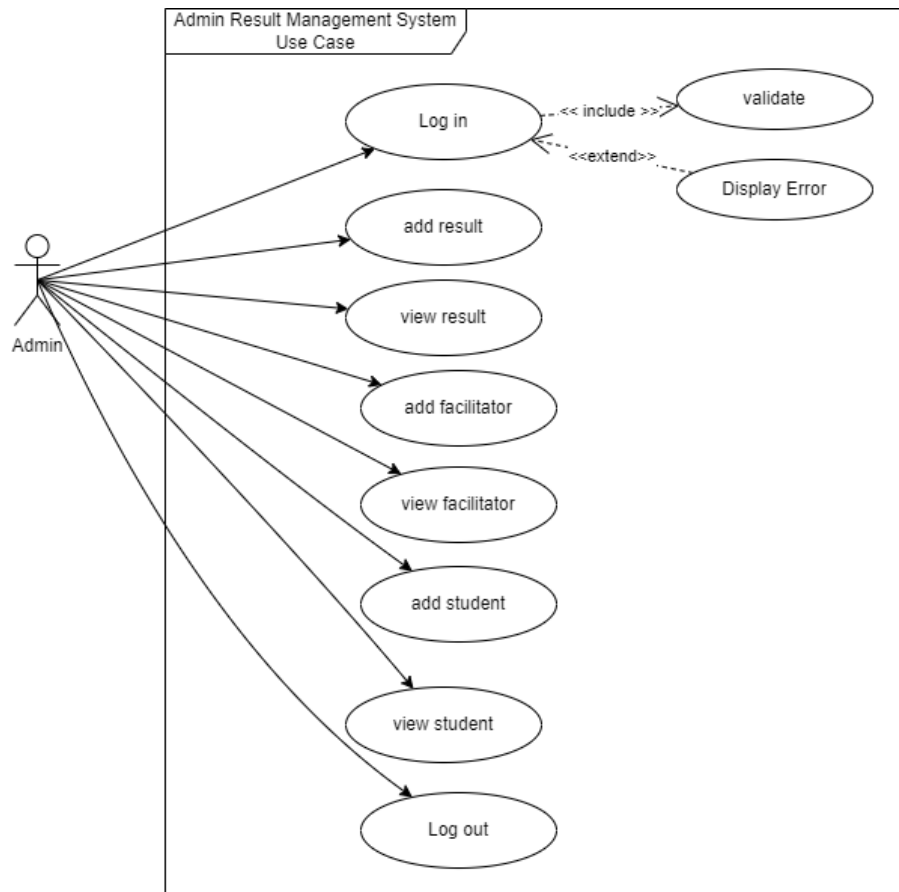 Admin Result Management System
Use Case
Log in
<< include >>
validate
<<extend>>
Display Error
add result
view result
Admin
add facilitator
view facilitator
add student
view student
Log out